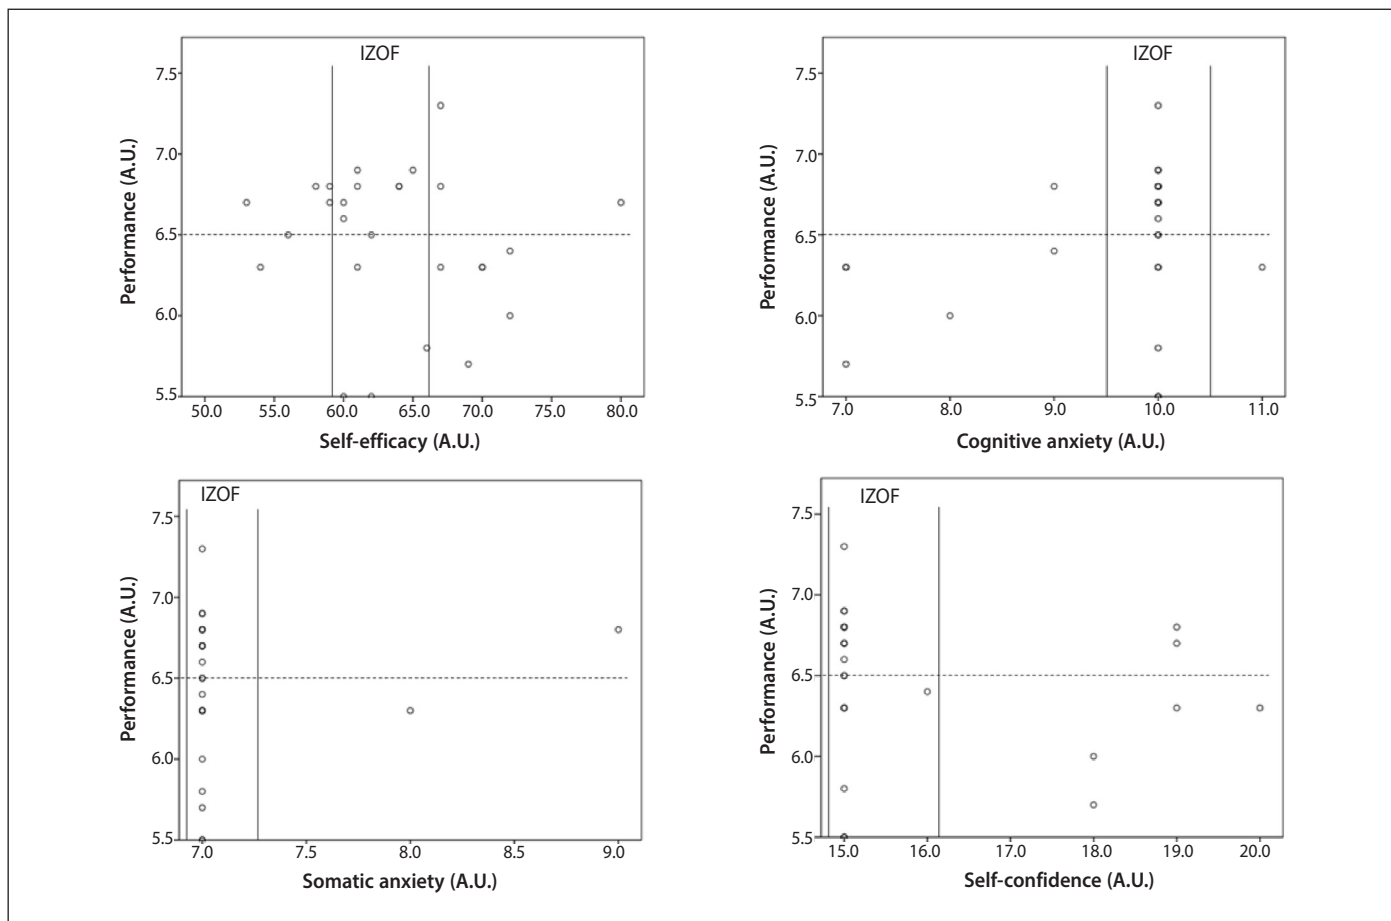 IZOF
7.5
7.0
6.5
6.0
5.5
Performance (A.U.)
50.0 55.0 60.0 65.0 70.0 75.0 80.0
Self-efficacy (A.U.)
IZOF
7.5
7.0
6.5
6.0
5.5
Performance (A.U.)
7.0 8.0 9.0 10.0 11.0
Cognitive anxiety (A.U.)
IZOF
7.5
7.0
6.5
6.0
5.5
Performance (A.U.)
7.0 7.5 8.0 8.5 9.0
Somatic anxiety (A.U.)
IZOF
7.5
7.0
6.5
6.0
5.5
Performance (A.U.)
15.0 16.0 17.0 18.0 19.0 20.0
Self-confidence (A.U.)